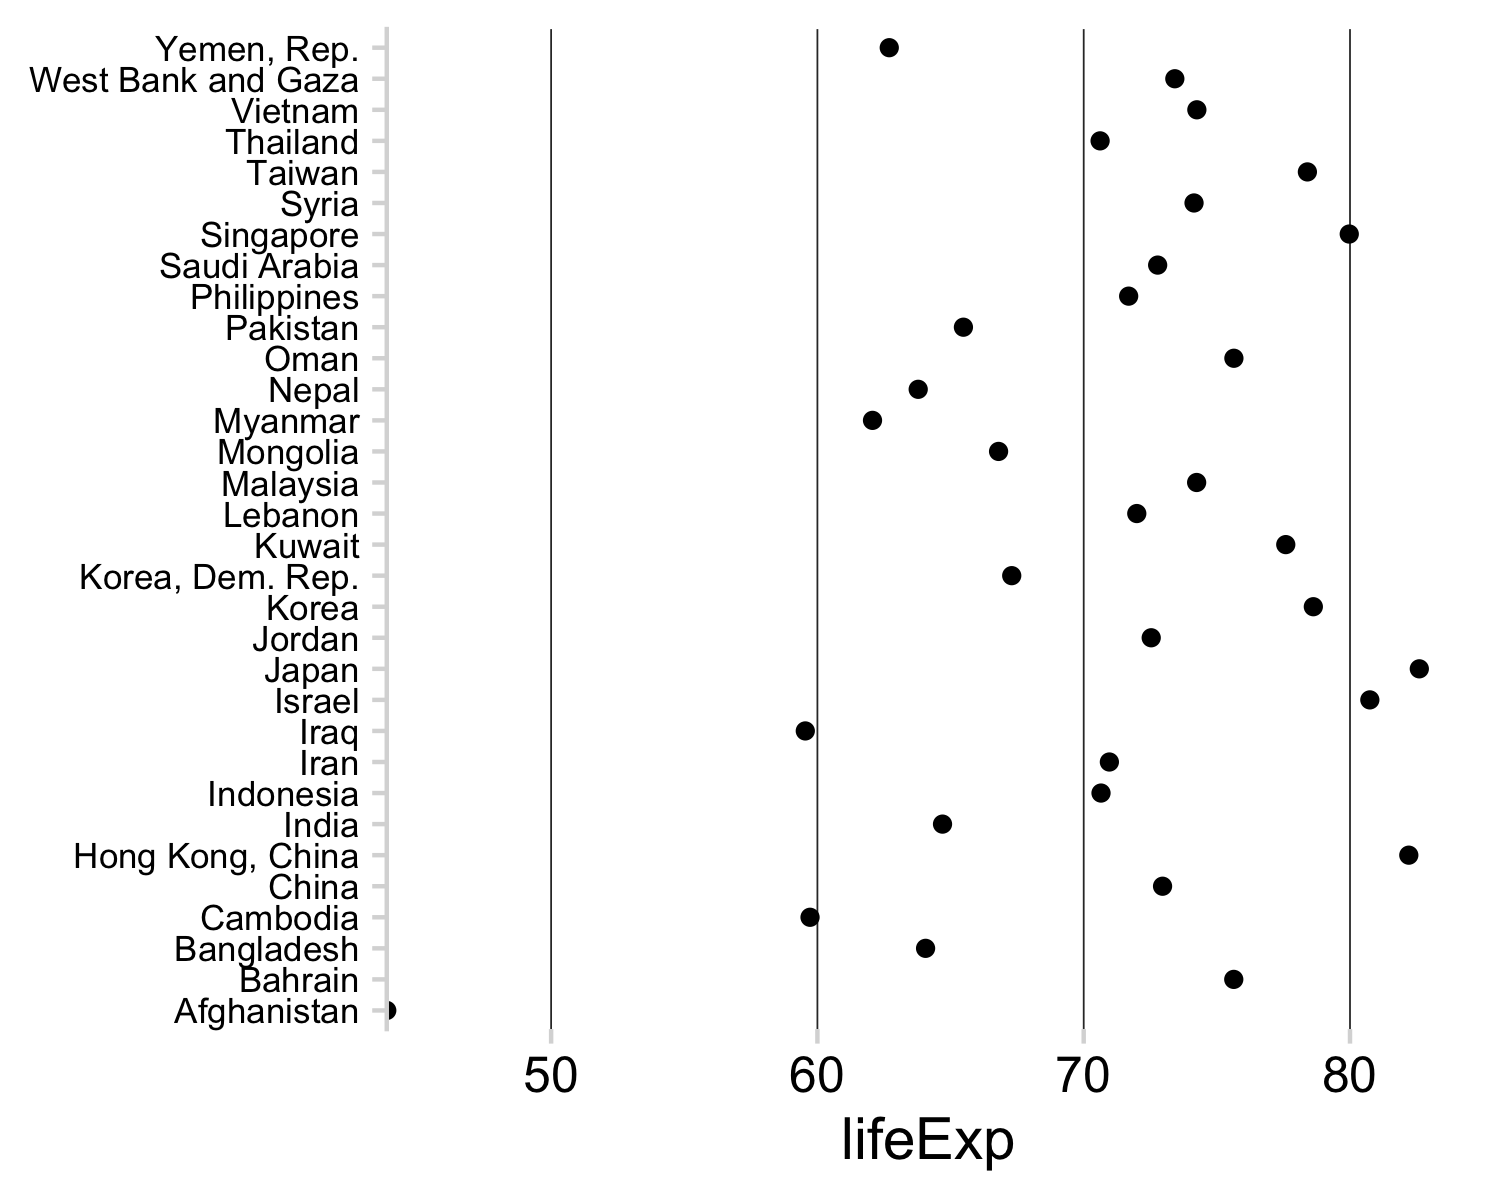 Yemen, Rep.
West Bank and Gaza
Vietnam
Thailand
Taiwan
Syria
Singapore
Saudi Arabia
Philippines
Pakistan
Oman
Nepal
Myanmar
Mongolia
Malaysia
Lebanon
Kuwait
Korea, Dem. Rep.
Korea
Jordan
Japan
Israel
Iraq
Iran
Indonesia
India
Hong Kong, China
China
Cambodia
Bangladesh
Bahrain
Afghanistan
50 60 70 80
lifeExp